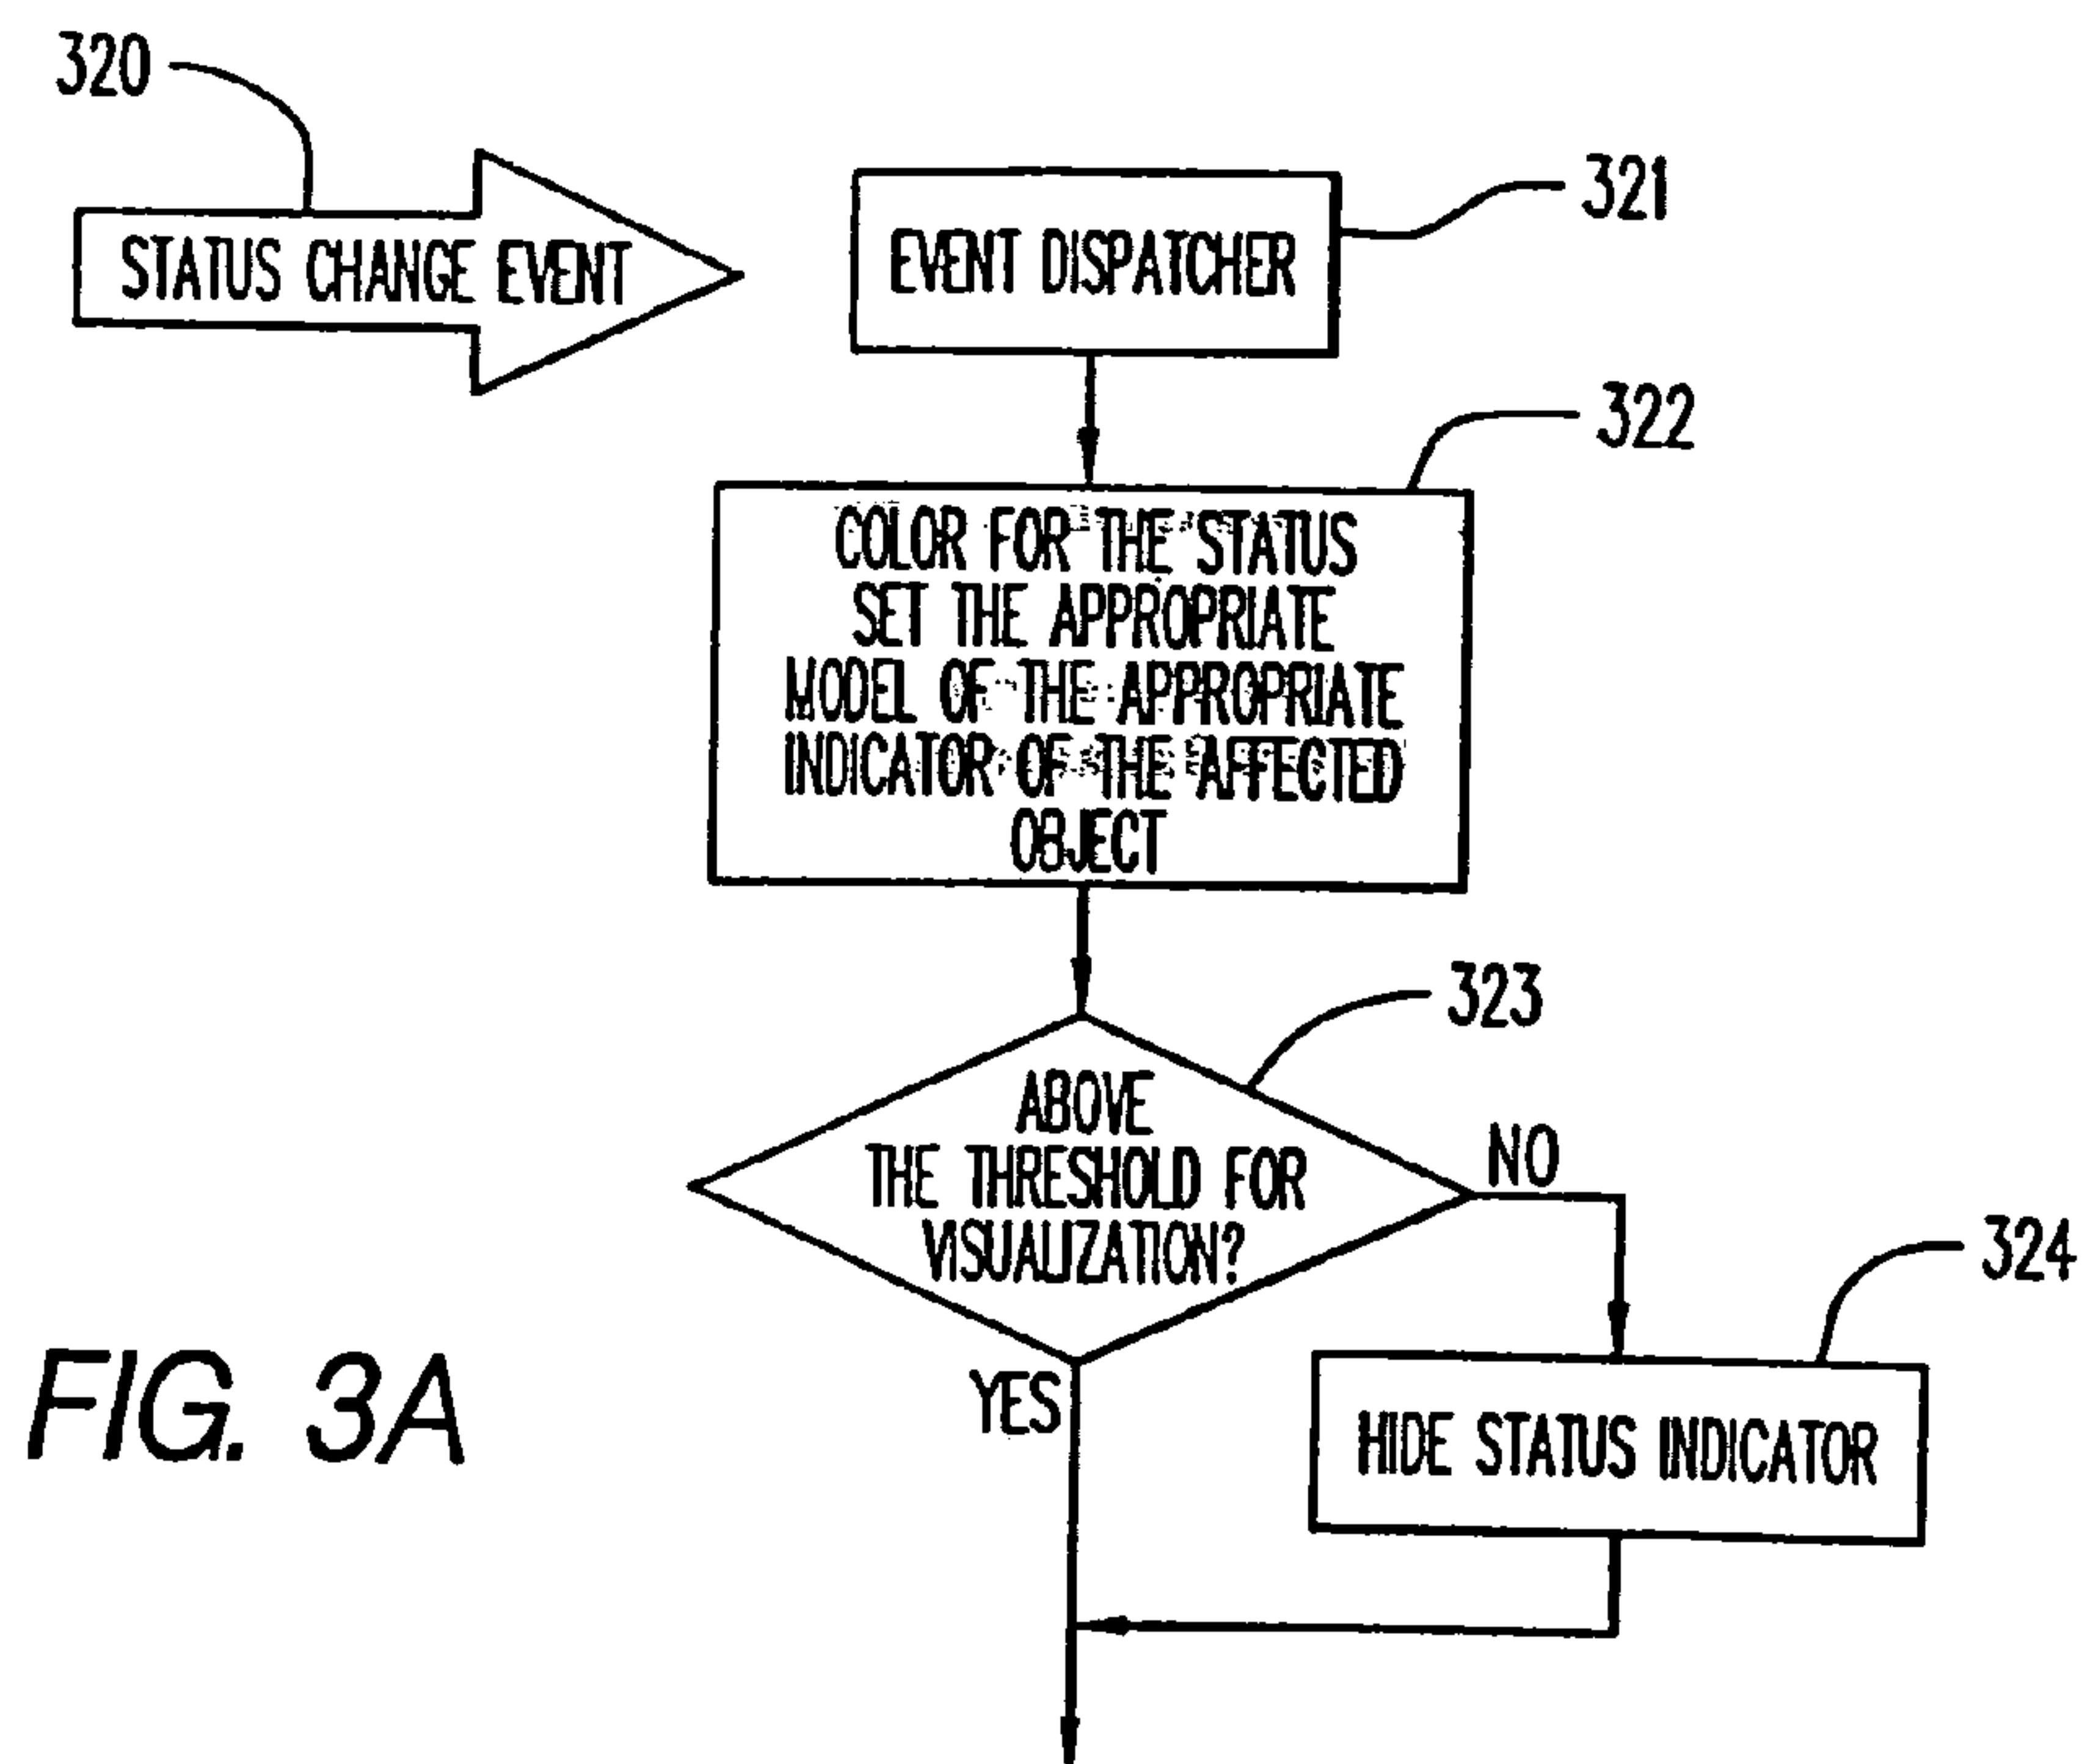 320
STATUS CHANGE EVENT
EVENT DISPATCHER
321
322
COLOR FOR THE STATUS
SET THE APPROPRIATE
MODEL OF THE APPROPRIATE
INDICATOR OF THE AFFECTED
OBJECT
323
ABOVE
THE THRESHOLD FOR
VISUALIZATION?
NO
324
YES
HIDE STATUS INDICATOR
FIG. 3A